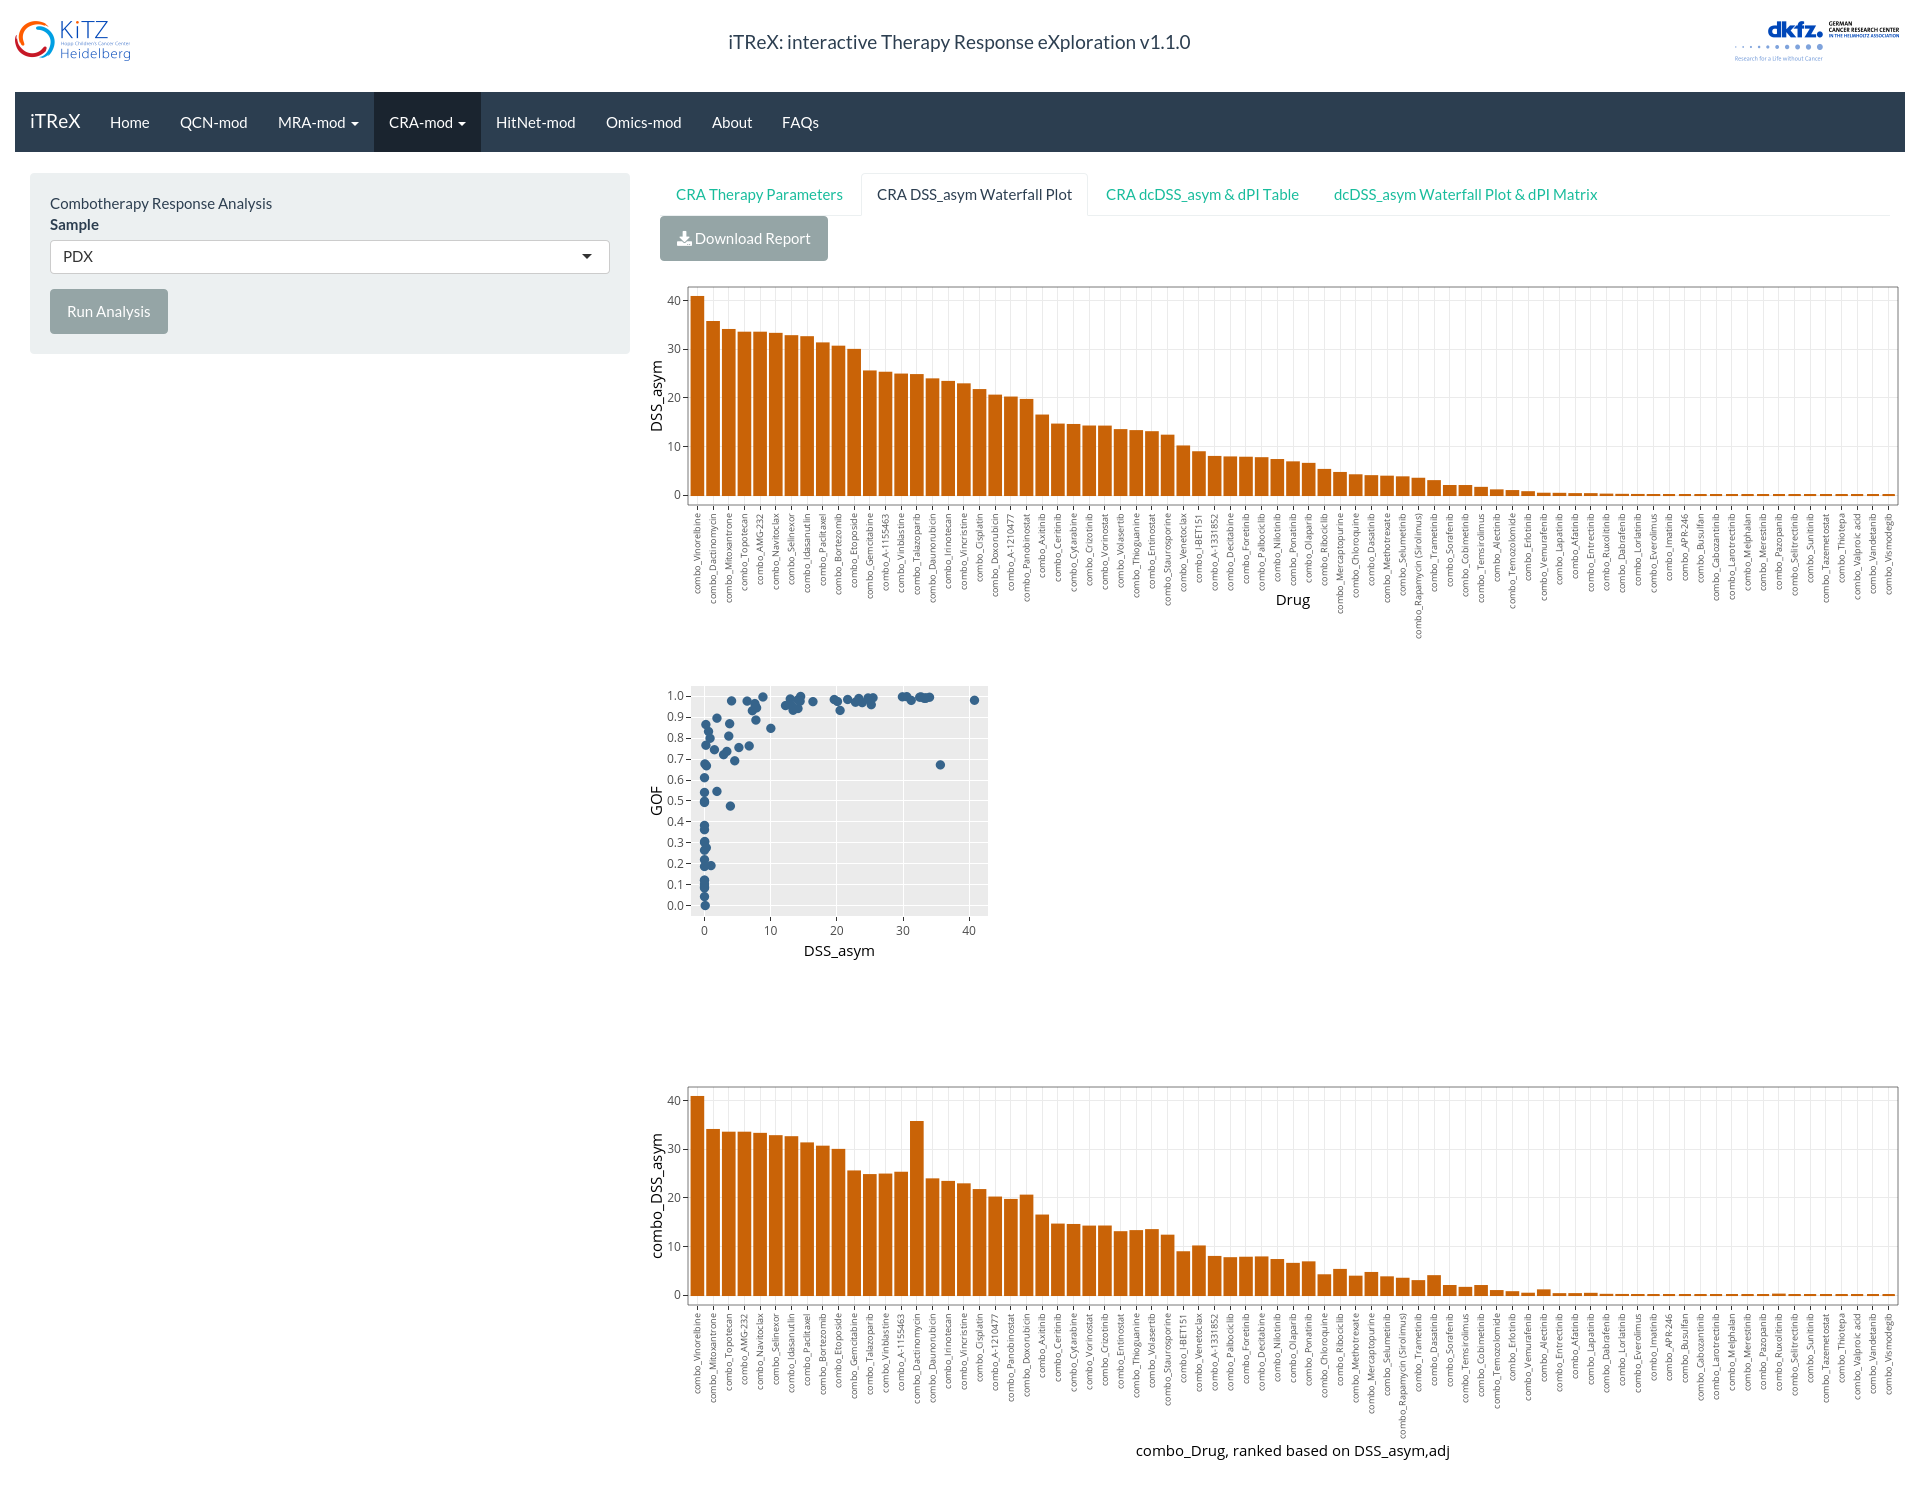 KiTZ
Hopp Children's Cancer Center
Heidelberg
iTReX: interactive Therapy Response eXploration v1.1.0
dkfz.
GERMAN
CANCER RESEARCH CENTER
IN THE HELMHOLTZ ASSOCIATION
Research for a Life without Cancer
iTReX Home QCN-mod MRA-mod CRA-mod HitNet-mod Omics-mod About FAQs
Combotherapy Response Analysis
Sample
PDX
Run Analysis
CRA Therapy Parameters CRA DSS_asym Waterfall Plot CRA dcDSS_asym & dPI Table dcDSS_asym Waterfall Plot & dPI Matrix
Download Report
DSS_asym
40
30
20
10
0
combo_Vinorelbine
combo_Dactinomycin
combo_Mitoxantrone
combo_Topotecan
combo_AMG-232
combo_Navitoclax
combo_Selinexor
combo_Idasanutlin
combo_Paclitaxel
combo_Bortezomib
combo_Etoposide
combo_Gemcitabine
combo_A-1155463
combo_Vinblastine
combo_Talazoparib
combo_Daunorubicin
combo_Irinotecan
combo_Vincristine
combo_Cisplatin
combo_Doxorubicin
combo_A-1210477
combo_Panobinostat
combo_Axitinib
combo_Ceritinib
combo_Cytarabine
combo_Crizotinib
combo_Vorinostat
combo_Volasertib
combo_Thioguanine
combo_Entinostat
combo_Staurosporine
combo_Venetoclax
combo_I-BET151
combo_A-1331852
combo_Decitabine
combo_Foretinib
combo_Palbociclib
combo_Nilotinib
combo_Ponatinib
combo_Olaparib
combo_Ribociclib
combo_Mercaptopurine
combo_Chloroquine
combo_Dasatinib
combo_Methotrexate
combo_Selumetinib
combo_Rapamycin (Sirolimus)
combo_Trametinib
combo_Sorafenib
combo_Cobimetinib
combo_Temsirolimus
combo_Alectinib
combo_Temozolomide
combo_Erlotinib
combo_Vemurafenib
combo_Lapatinib
combo_Afatinib
combo_Entrectinib
combo_Ruxolitinib
combo_Dabrafenib
combo_Lorlatinib
combo_Everolimus
combo_Imatinib
combo_APR-246
combo_Busulfan
combo_Cabozantinib
combo_Larotrectinib
combo_Melphalan
combo_Merestinib
combo_Pazopanib
combo_Selitrectinib
combo_Sunitinib
combo_Tazemetostat
combo_Thiotepa
combo_Valproic acid
combo_Vandetanib
combo_Vismodegib
Drug
GOF
1.0
0.9
0.8
0.7
0.6
0.5
0.4
0.3
0.2
0.1
0.0
0 10 20 30 40
DSS_asym
combo_DSS_asym
40
30
20
10
0
combo_Vinorelbine
combo_Mitoxantrone
combo_Topotecan
combo_AMG-232
combo_Navitoclax
combo_Selinexor
combo_Idasanutlin
combo_Paclitaxel
combo_Bortezomib
combo_Etoposide
combo_Gemcitabine
combo_Talazoparib
combo_Vinblastine
combo_A-1155463
combo_Dactinomycin
combo_Daunorubicin
combo_Irinotecan
combo_Vincristine
combo_Cisplatin
combo_A-1210477
combo_Panobinostat
combo_Doxorubicin
combo_Axitinib
combo_Ceritinib
combo_Cytarabine
combo_Vorinostat
combo_Crizotinib
combo_Entinostat
combo_Thioguanine
combo_Volasertib
combo_Staurosporine
combo_I-BET151
combo_Venetoclax
combo_A-1331852
combo_Palbociclib
combo_Foretinib
combo_Decitabine
combo_Nilotinib
combo_Olaparib
combo_Ponatinib
combo_Chloroquine
combo_Ribociclib
combo_Methotrexate
combo_Mercaptopurine
combo_Selumetinib
combo_Rapamycin (Sirolimus)
combo_Trametinib
combo_Dasatinib
combo_Sorafenib
combo_Temsirolimus
combo_Cobimetinib
combo_Temozolomide
combo_Erlotinib
combo_Vemurafenib
combo_Alectinib
combo_Entrectinib
combo_Afatinib
combo_Lapatinib
combo_Dabrafenib
combo_Lorlatinib
combo_Everolimus
combo_Imatinib
combo_APR-246
combo_Busulfan
combo_Cabozantinib
combo_Larotrectinib
combo_Melphalan
combo_Merestinib
combo_Pazopanib
combo_Ruxolitinib
combo_Selitrectinib
combo_Sunitinib
combo_Tazemetostat
combo_Thiotepa
combo_Valproic acid
combo_Vandetanib
combo_Vismodegib
combo_Drug, ranked based on DSS_asym,adj